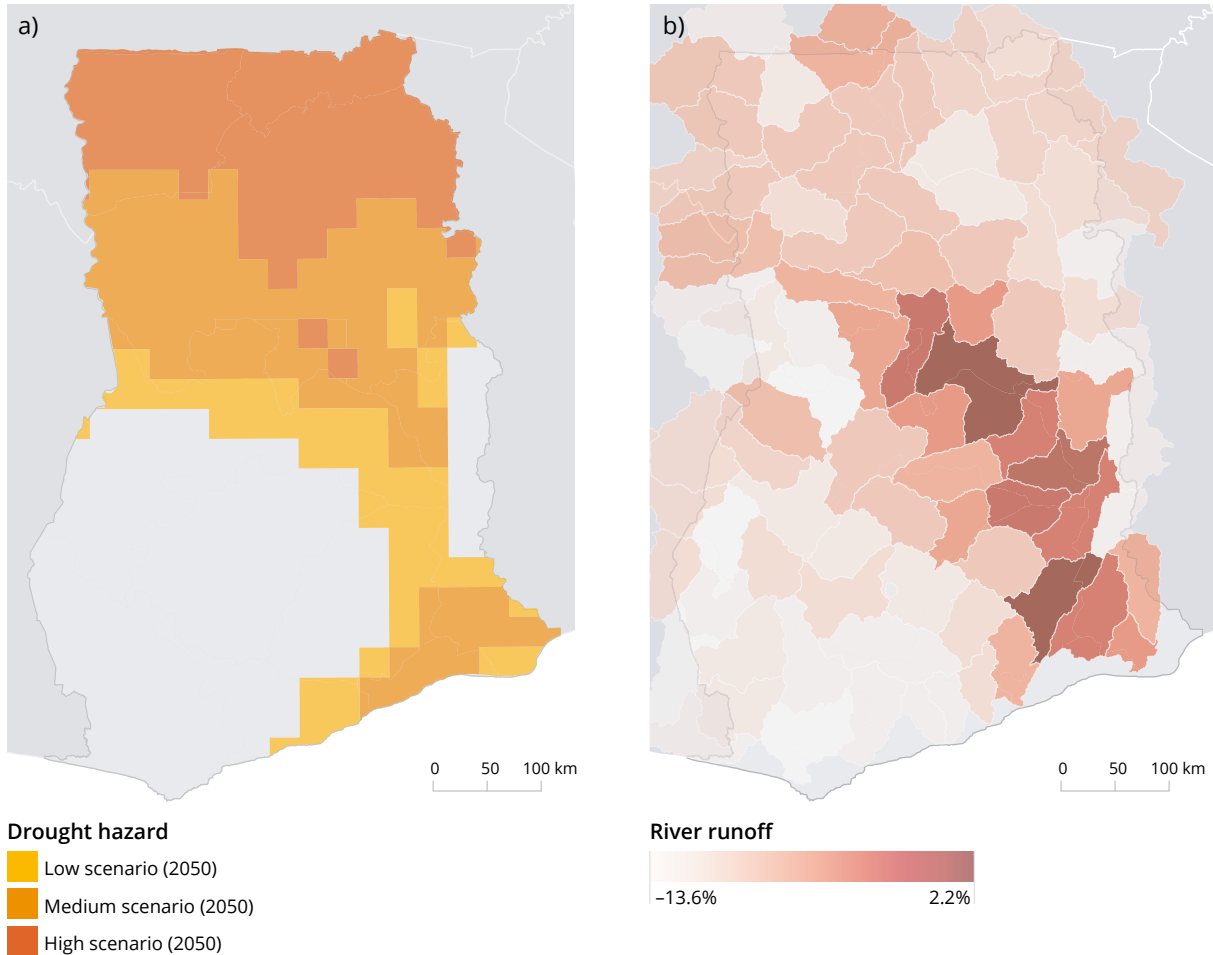 a)
b)
0 50 100 km
0 50 100 km
Drought hazard
Low scenario (2050)
Medium scenario (2050)
High scenario (2050)
River runoff
–13.6% 2.2%